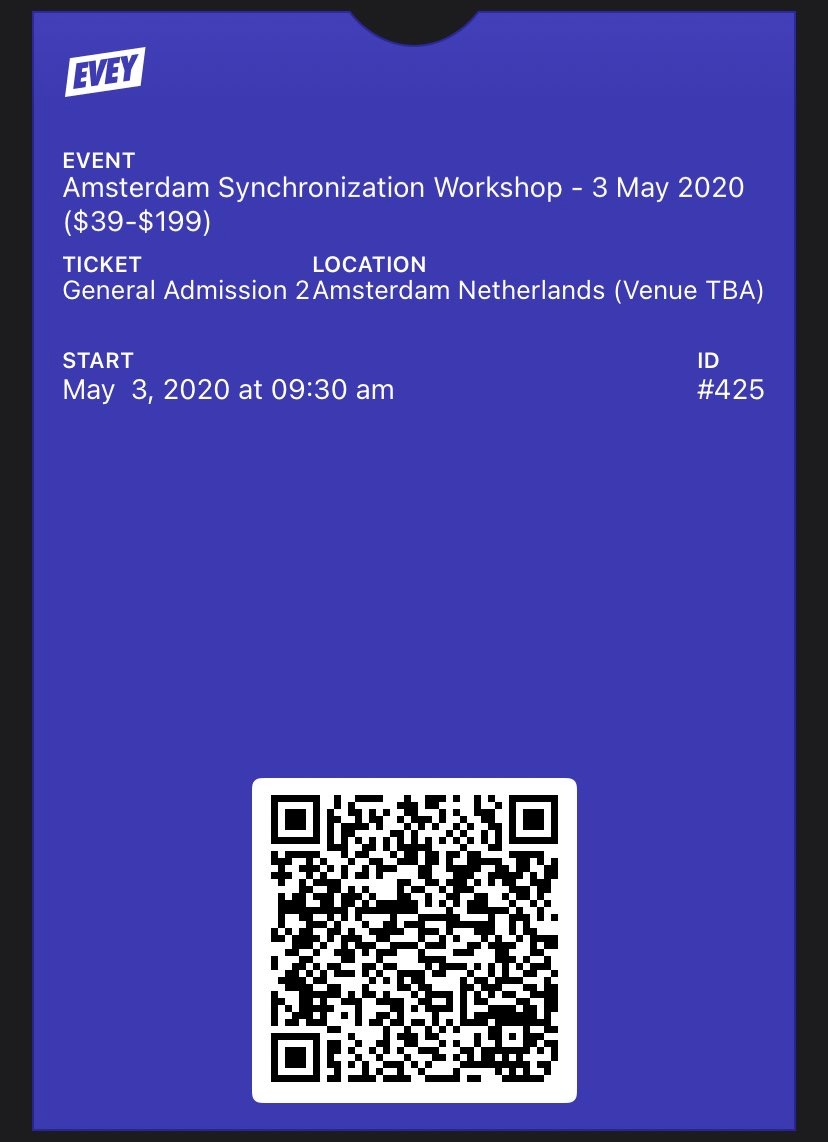 EVEY
EVENT
Amsterdam Synchronization Workshop - 3 May 2020
($39-$199)
TICKET LOCATION
General Admission 2 Amsterdam Netherlands (Venue TBA)
START ID
May  3, 2020 at 09:30 am #425